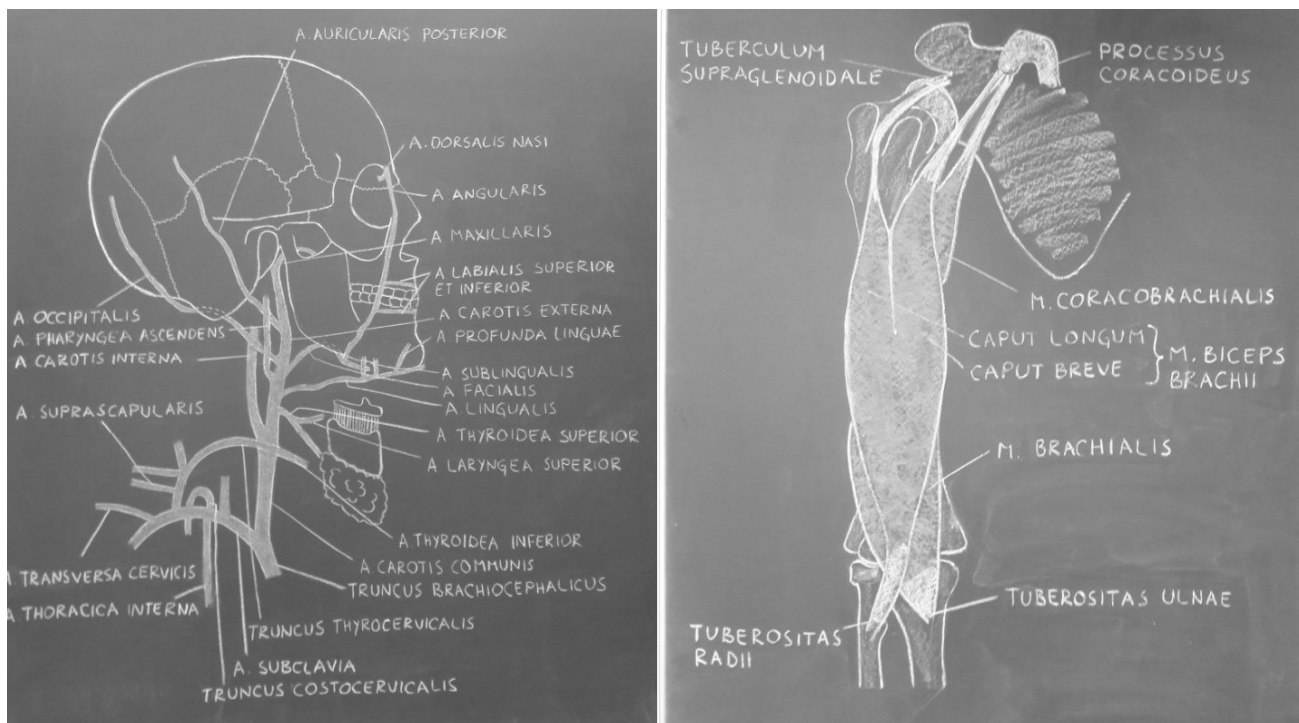 A. AURICULARIS POSTERIOR
A. DORSALIS NASI
A ANGULARIS
A MAXILLARIS
A LABIALIS SUPERIOR
ET INFERIOR
A CAROTIS EXTERNA
A PROFUNDA LINGUAE
A SUBLINGUALIS
A FACIALIS
A LINGUALIS
A THYROIDEA SUPERIOR
A LARYNGEA SUPERIOR
A OCCIPITALIS
A. PHARYNGEA ASCENDENS
A CAROTIS INTERNA
A. SUPRASCAPULARIS
A. THYROIDEA INFERIOR
A. CAROTIS COMMUNIS
TRUNCUS BRACHIOCEPHALICUS
A TRANSVERSA CERVICIS
A. THORACICA INTERNA
TRUNCUS THYROCERVICALIS
A. SUBCLAVIA
TRUNCUS COSTOCERVICALIS
TUBERCULUM
SUPRAGLENOIDALE
PROCESSUS
CORACOIDEUS
M. CORACOBRACHIALIS
CAPUT LONGUM
CAPUT BREVE
M. BICEPS
BRACHII
M. BRACHIALIS
TUBEROSITAS ULNAE
TUBEROSITAS
RADII